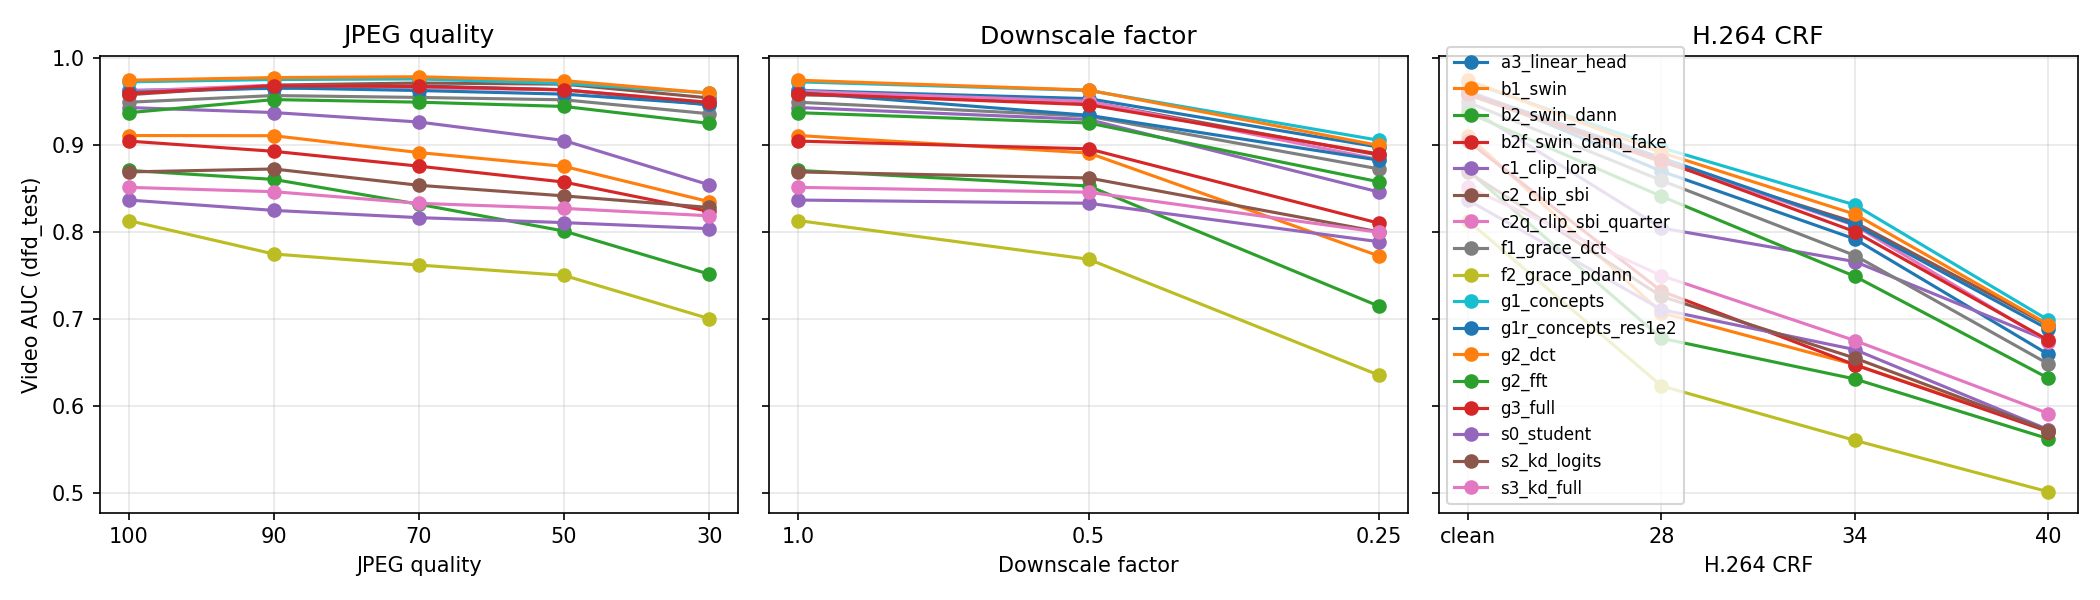 JPEG quality
Downscale factor
H.264 CRF
Video AUC (dfd_test)
1.0
0.9
0.8
0.7
0.6
0.5
100 90 70 50 30
JPEG quality
1.0 0.5 0.25
Downscale factor
a3_linear_head
b1_swin
b2_swin_dann
b2f_swin_dann_fake
c1_clip_lora
c2_clip_sbi
c2q_clip_sbi_quarter
f1_grace_dct
f2_grace_pdann
g1_concepts
g1r_concepts_res1e2
g2_dct
g2_fft
g3_full
s0_student
s2_kd_logits
s3_kd_full
clean 28 34 40
H.264 CRF